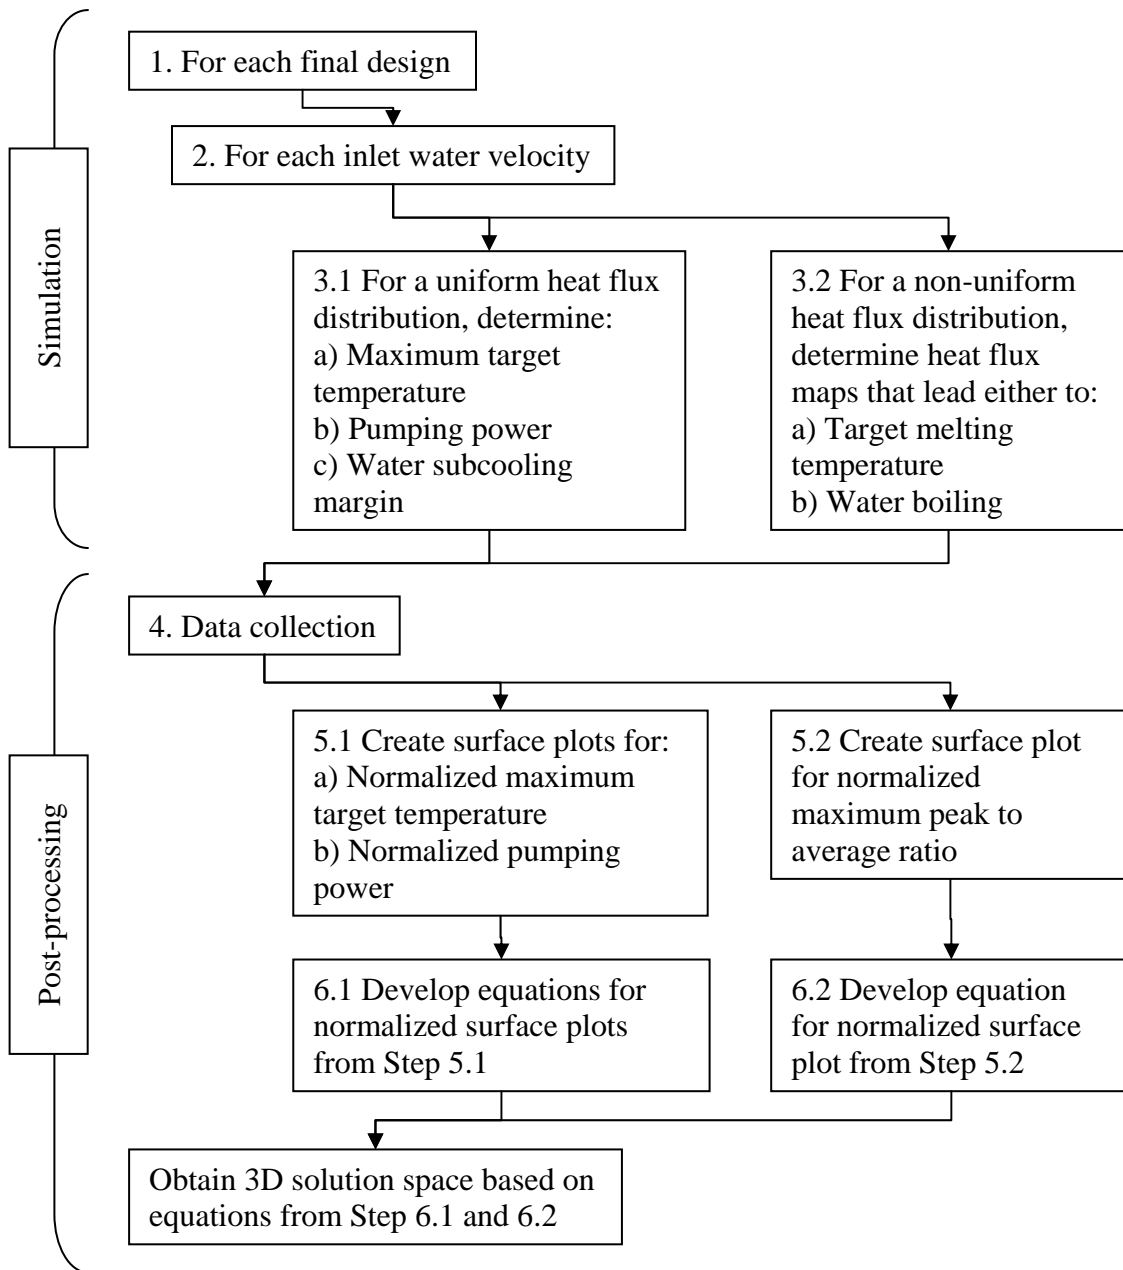 1. For each final design
2. For each inlet water velocity
Simulation
3.1 For a uniform heat flux
distribution, determine:
a) Maximum target
temperature
b) Pumping power
c) Water subcooling
margin
3.2 For a non-uniform
heat flux distribution,
determine heat flux
maps that lead either to:
a) Target melting
temperature
b) Water boiling
4. Data collection
Post-processing
5.1 Create surface plots for:
a) Normalized maximum
target temperature
b) Normalized pumping
power
5.2 Create surface plot
for normalized
maximum peak to
average ratio
6.1 Develop equations for
normalized surface plots
from Step 5.1
6.2 Develop equation
for normalized surface
plot from Step 5.2
Obtain 3D solution space based on
equations from Step 6.1 and 6.2